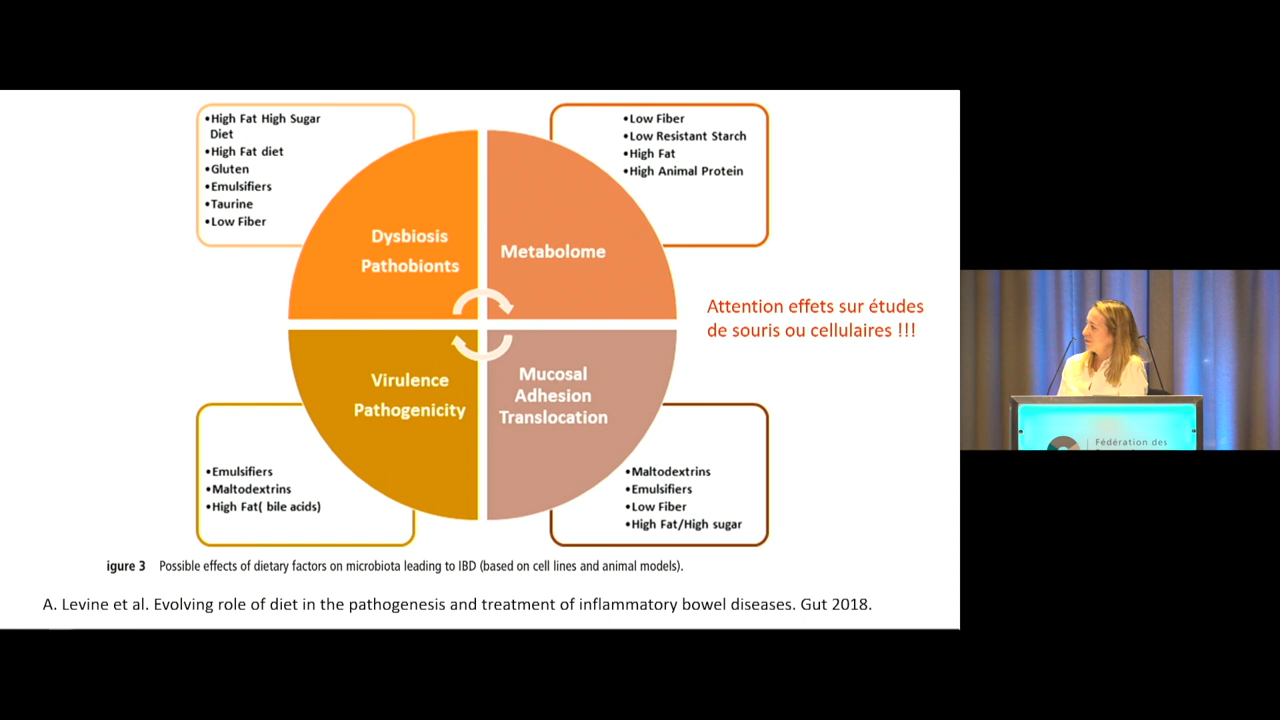 •High Fat High Sugar
Diet
•High Fat diet
•Gluten
•Emulsifiers
•Taurine
•Low Fiber
•Low Fiber
•Low Resistant Starch
•High Fat
•High Animal Protein
Dysbiosis
Pathobionts
Metabolome
Attention effets sur études
de souris ou cellulaires !!!
Virulence
Pathogenicity
Mucosal
Adhesion
Translocation
•Emulsifiers
•Maltodextrins
•High Fat( bile acids)
•Maltodextrins
•Emulsifiers
•Low Fiber
•High Fat/High sugar
igure 3 Possible effects of dietary factors on microbiota leading to IBD (based on cell lines and animal models).
A. Levine et al. Evolving role of diet in the pathogenesis and treatment of inflammatory bowel diseases. Gut 2018.
Fédération des